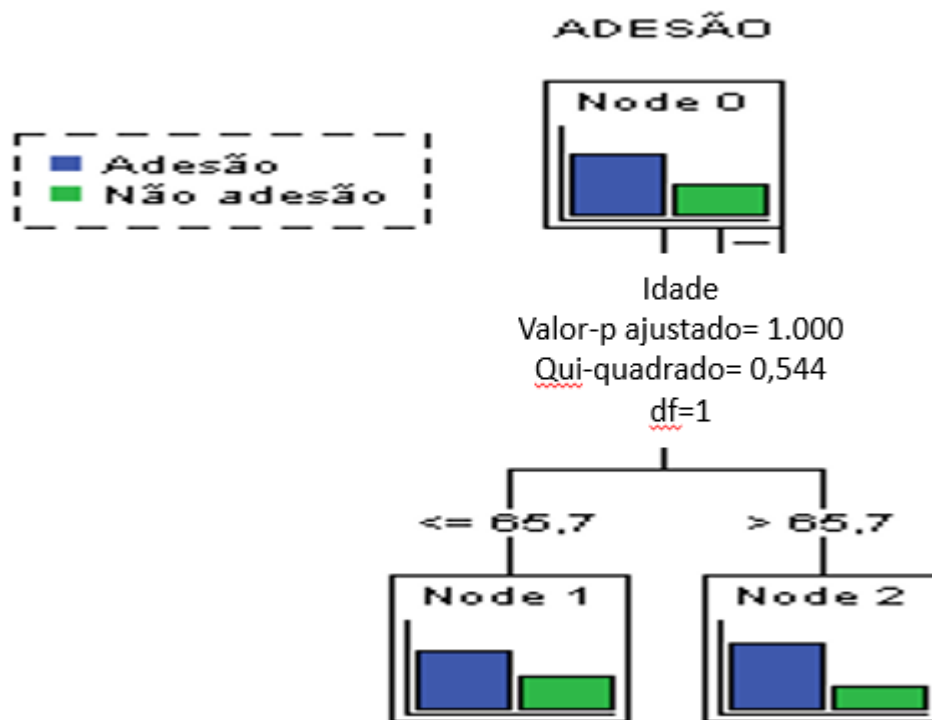 ADESÃO
Node 0
Adesão
Não adesão
Idade
Valor-p ajustado= 1.000
Qui-quadrado= 0,544
df=1
<= 65,7
> 65,7
Node 1
Node 2